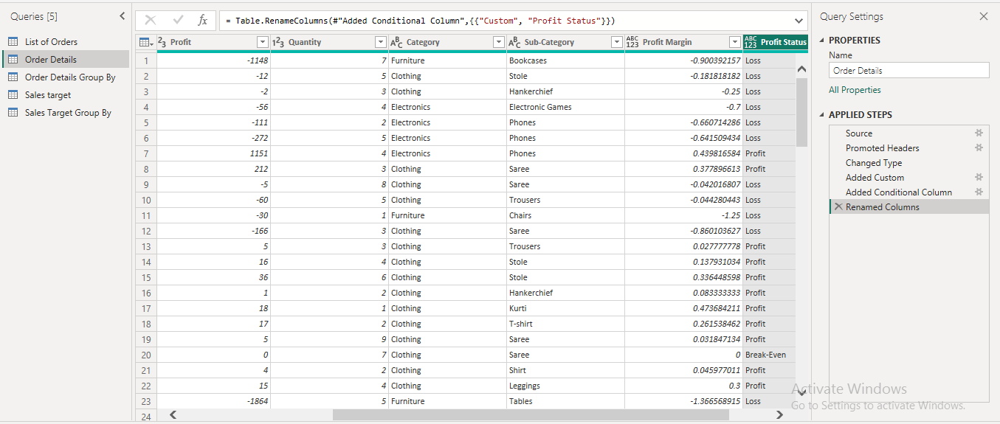 Queries [5]
List of Orders
Order Details
Order Details Group By
Sales target
Sales Target Group By
fx = Table.RenameColumns(#"Added Conditional Column",{{"Custom", "Profit Status"}})
23 Profit 123 Quantity ABC Category ABC Sub-Category ABC 123 Profit Margin ABC 123 Profit Status
1 -1148 7 Furniture Bookcases -0.900392157 Loss
2 -12 5 Clothing Stole -0.181818182 Loss
3 -2 3 Clothing Hankerchief -0.25 Loss
4 -56 4 Electronics Electronic Games -0.7 Loss
5 -111 2 Electronics Phones -0.660714286 Loss
6 -272 5 Electronics Phones -0.641509434 Loss
7 1151 4 Electronics Phones 0.439816584 Profit
8 212 3 Clothing Saree 0.377896613 Profit
9 -5 8 Clothing Saree -0.042016807 Loss
10 -60 5 Clothing Trousers -0.044280443 Loss
11 -30 1 Furniture Chairs -1.25 Loss
12 -166 3 Clothing Saree -0.860103627 Loss
13 5 3 Clothing Trousers 0.027777778 Profit
14 16 4 Clothing Stole 0.137931034 Profit
15 36 6 Clothing Stole 0.336448598 Profit
16 1 2 Clothing Hankerchief 0.083333333 Profit
17 18 1 Clothing Kurti 0.473684211 Profit
18 17 2 Clothing T-shirt 0.261538462 Profit
19 5 9 Clothing Saree 0.031847134 Profit
20 0 7 Clothing Saree 0 Break-Even
21 4 2 Clothing Shirt 0.045977011 Profit
22 15 4 Clothing Leggings 0.3 Profit
23 -1864 5 Furniture Tables -1.366568915 Loss
24
Query Settings
PROPERTIES
Name
Order Details
All Properties
APPLIED STEPS
Source
Promoted Headers
Changed Type
Added Custom
Added Conditional Column
Renamed Columns
Activate Windows
Go to Settings to activate Windows.